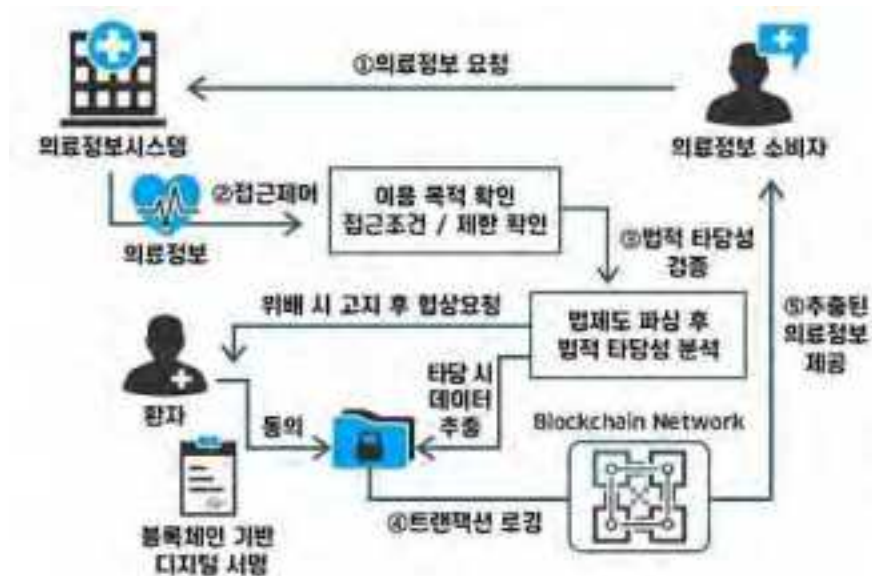 ①의료정보 요청
의료정보시스템
의료정보 소비자
②접근제어
의료정보
이용 목적 확인
접근조건 / 제한 확인
③법적 타당성
검증
위배 시 고지 후 협상요청
법제도 파싱 후
법적 타당성 분석
⑤추출된
의료정보
제공
환자
동의
타당 시
데이터
추출
Blockchain Network
④트랜잭션 로깅
블록체인 기반
디지털 서명